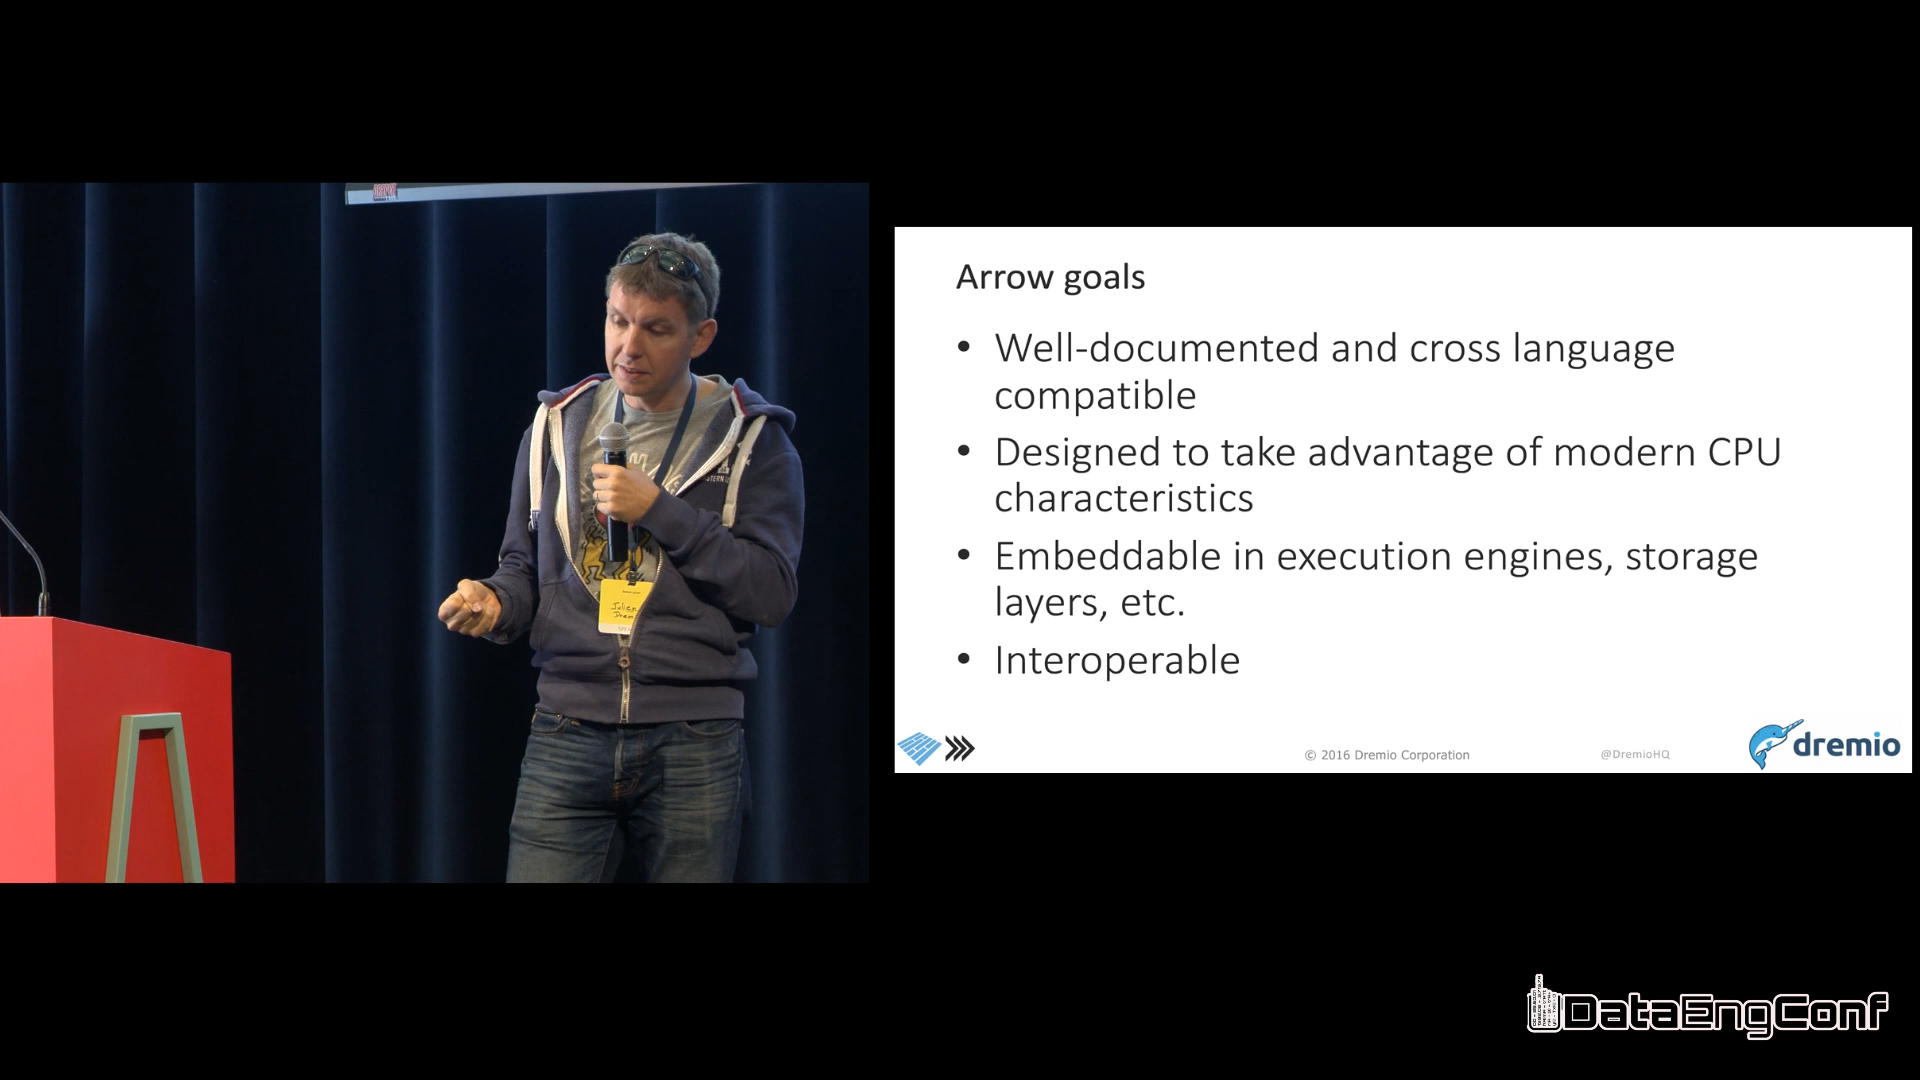 Arrow goals
• Well-documented and cross language
compatible
• Designed to take advantage of modern CPU
characteristics
• Embeddable in execution engines, storage
layers, etc.
• Interoperable
© 2016 Dremio Corporation
@DremioHQ
dremio
Julien
DataEngConf